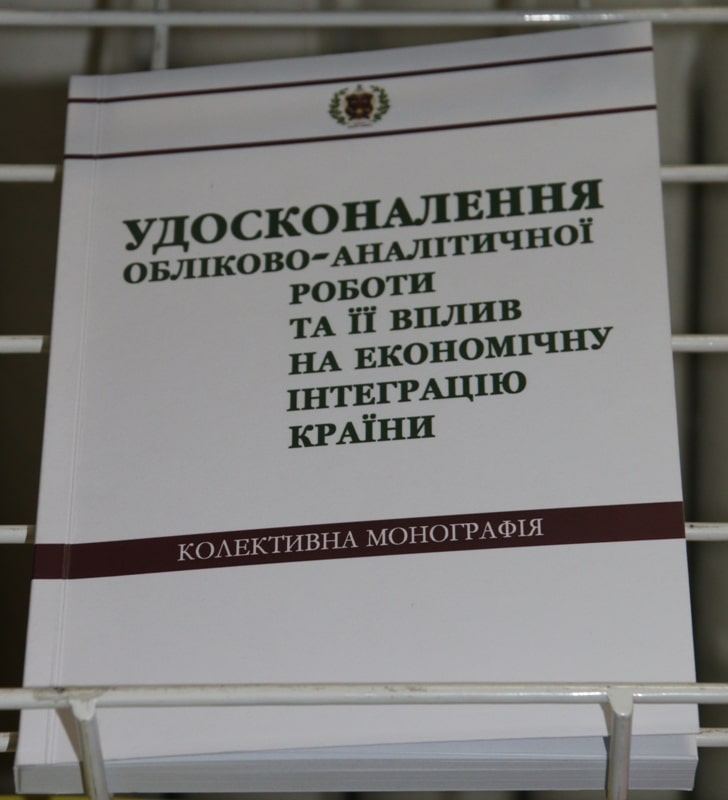 УДОСКОНАЛЕННЯ
ОБЛІКОВО-АНАЛІТИЧНОЇ
РОБОТИ
ТА ЇЇ ВПЛИВ
НА ЕКОНОМІЧНУ
ІНТЕГРАЦІЮ
КРАЇНИ
КОЛЕКТИВНА МОНОГРАФІЯ